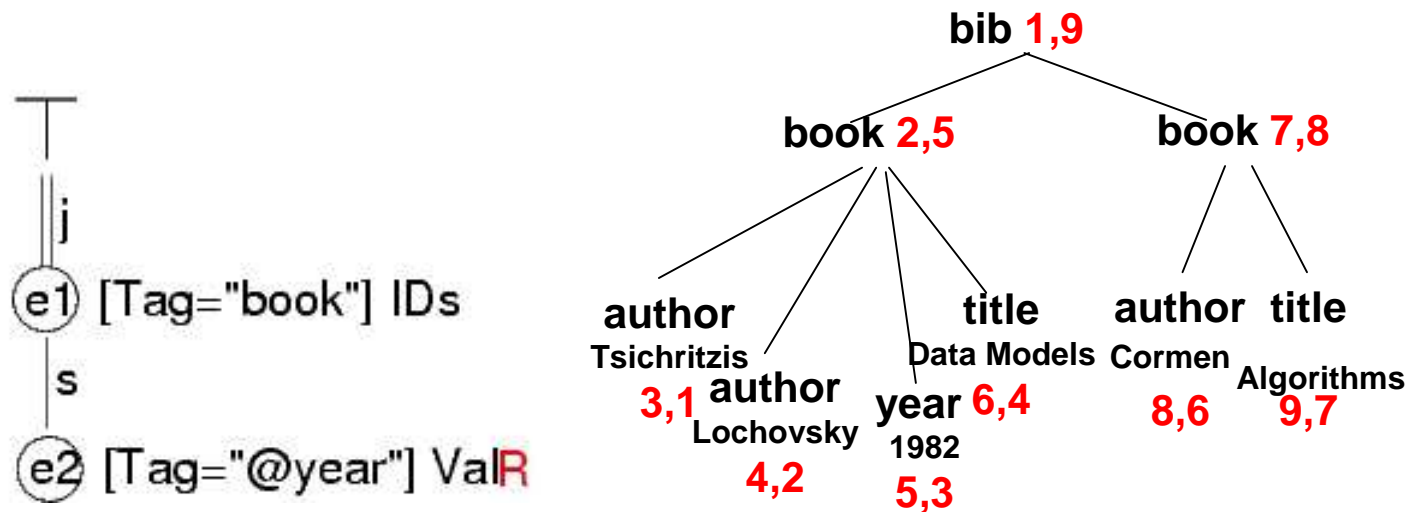 j
e1 [Tag="book"] IDs
s
e2 [Tag="@year"] ValR
bib 1,9
book 2,5
book 7,8
author
Tsichritzis
3,1
author
Lochovsky
4,2
year
1982
5,3
title
Data Models
6,4
author
Cormen
8,6
title
Algorithms
9,7